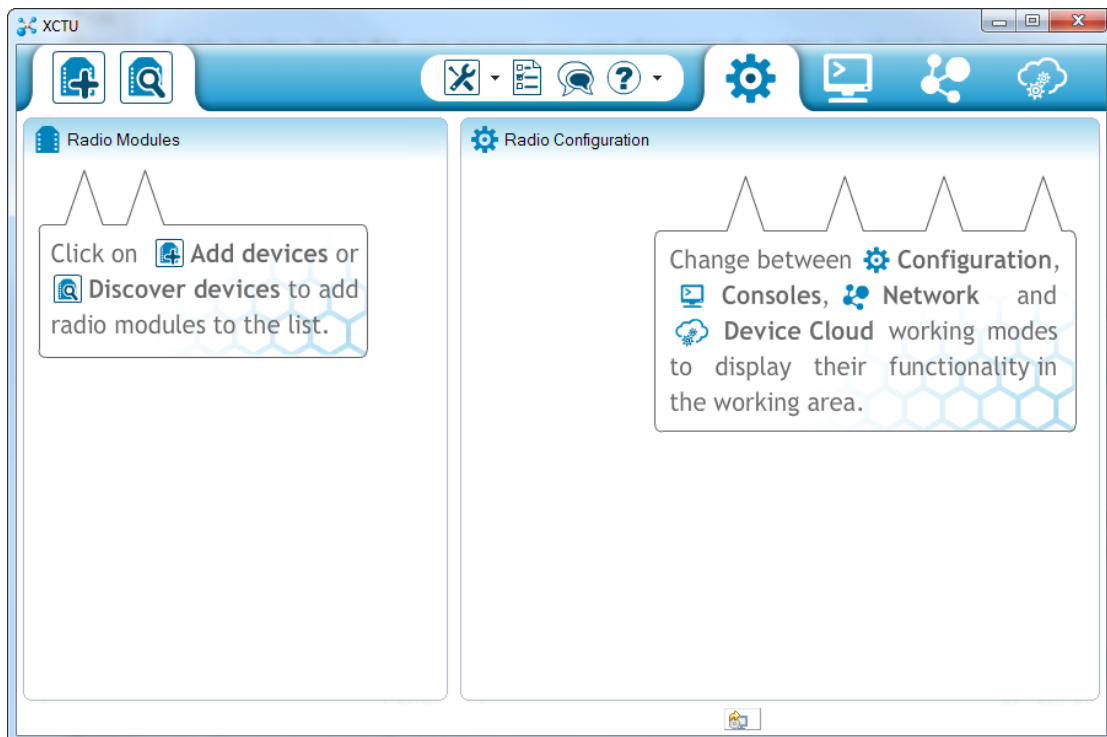 XCTU
Radio Modules
Click on Add devices or
Discover devices to add
radio modules to the list.
Radio Configuration
Change between Configuration,
Consoles, Network and
Device Cloud working modes
to display their functionality in
the working area.